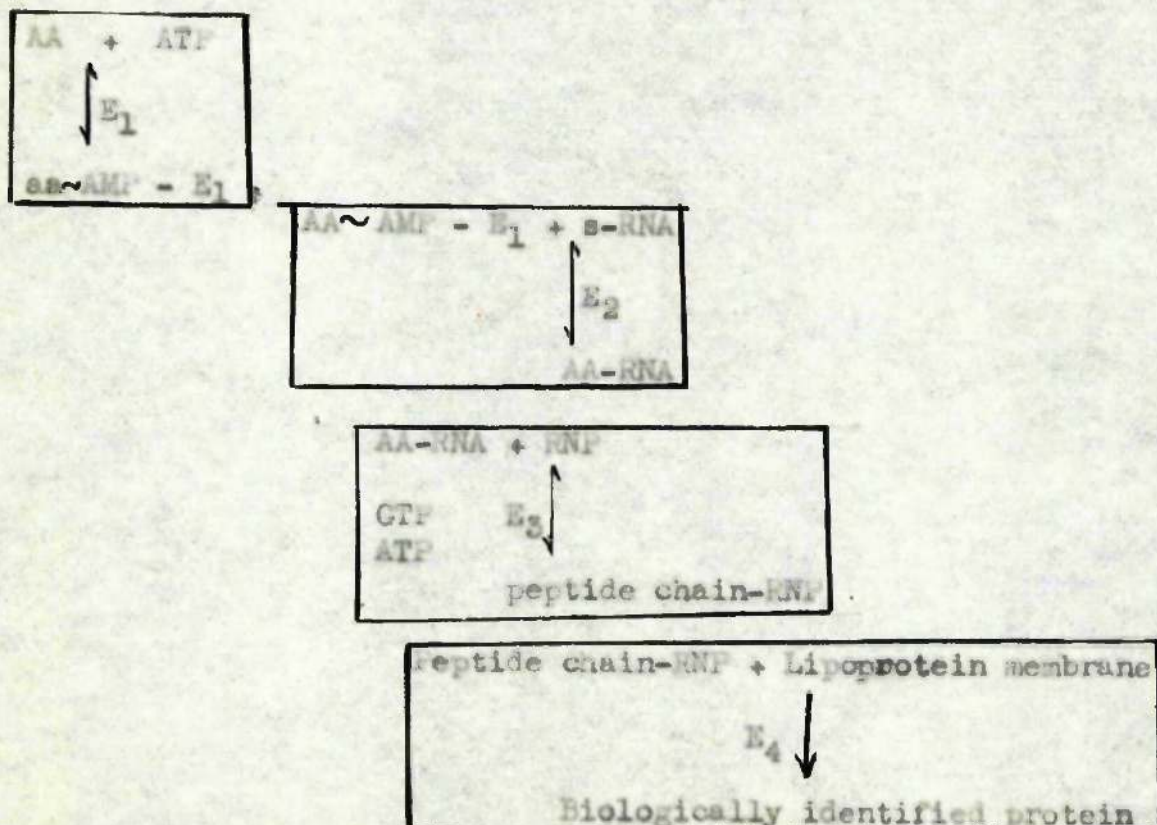 AA + ATP
E1
aa~AMP - E1
AA~ AMP - E1 + s-RNA
E2
AA-RNA
AA-RNA + RNP
GTP E3
ATP
peptide chain-RNP
Peptide chain-RNP + Lipoprotein membrane
E4
Biologically identified protein